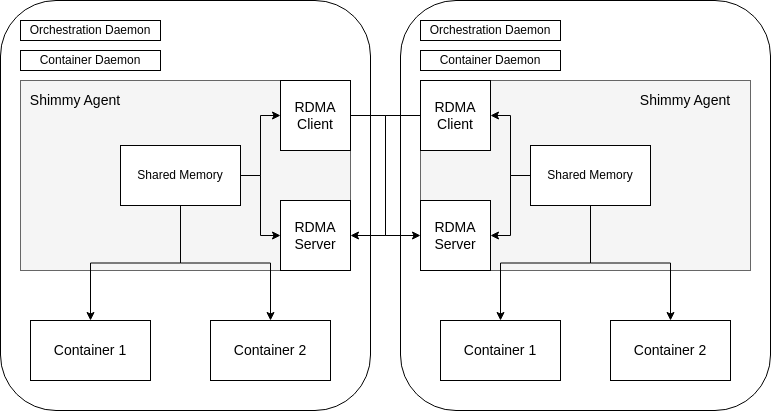 Orchestration Daemon
Container Daemon
Shimmy Agent
RDMA
Client
Shared Memory
RDMA
Server
Container 1
Container 2
Orchestration Daemon
Container Daemon
Shimmy Agent
RDMA
Client
Shared Memory
RDMA
Server
Container 1
Container 2